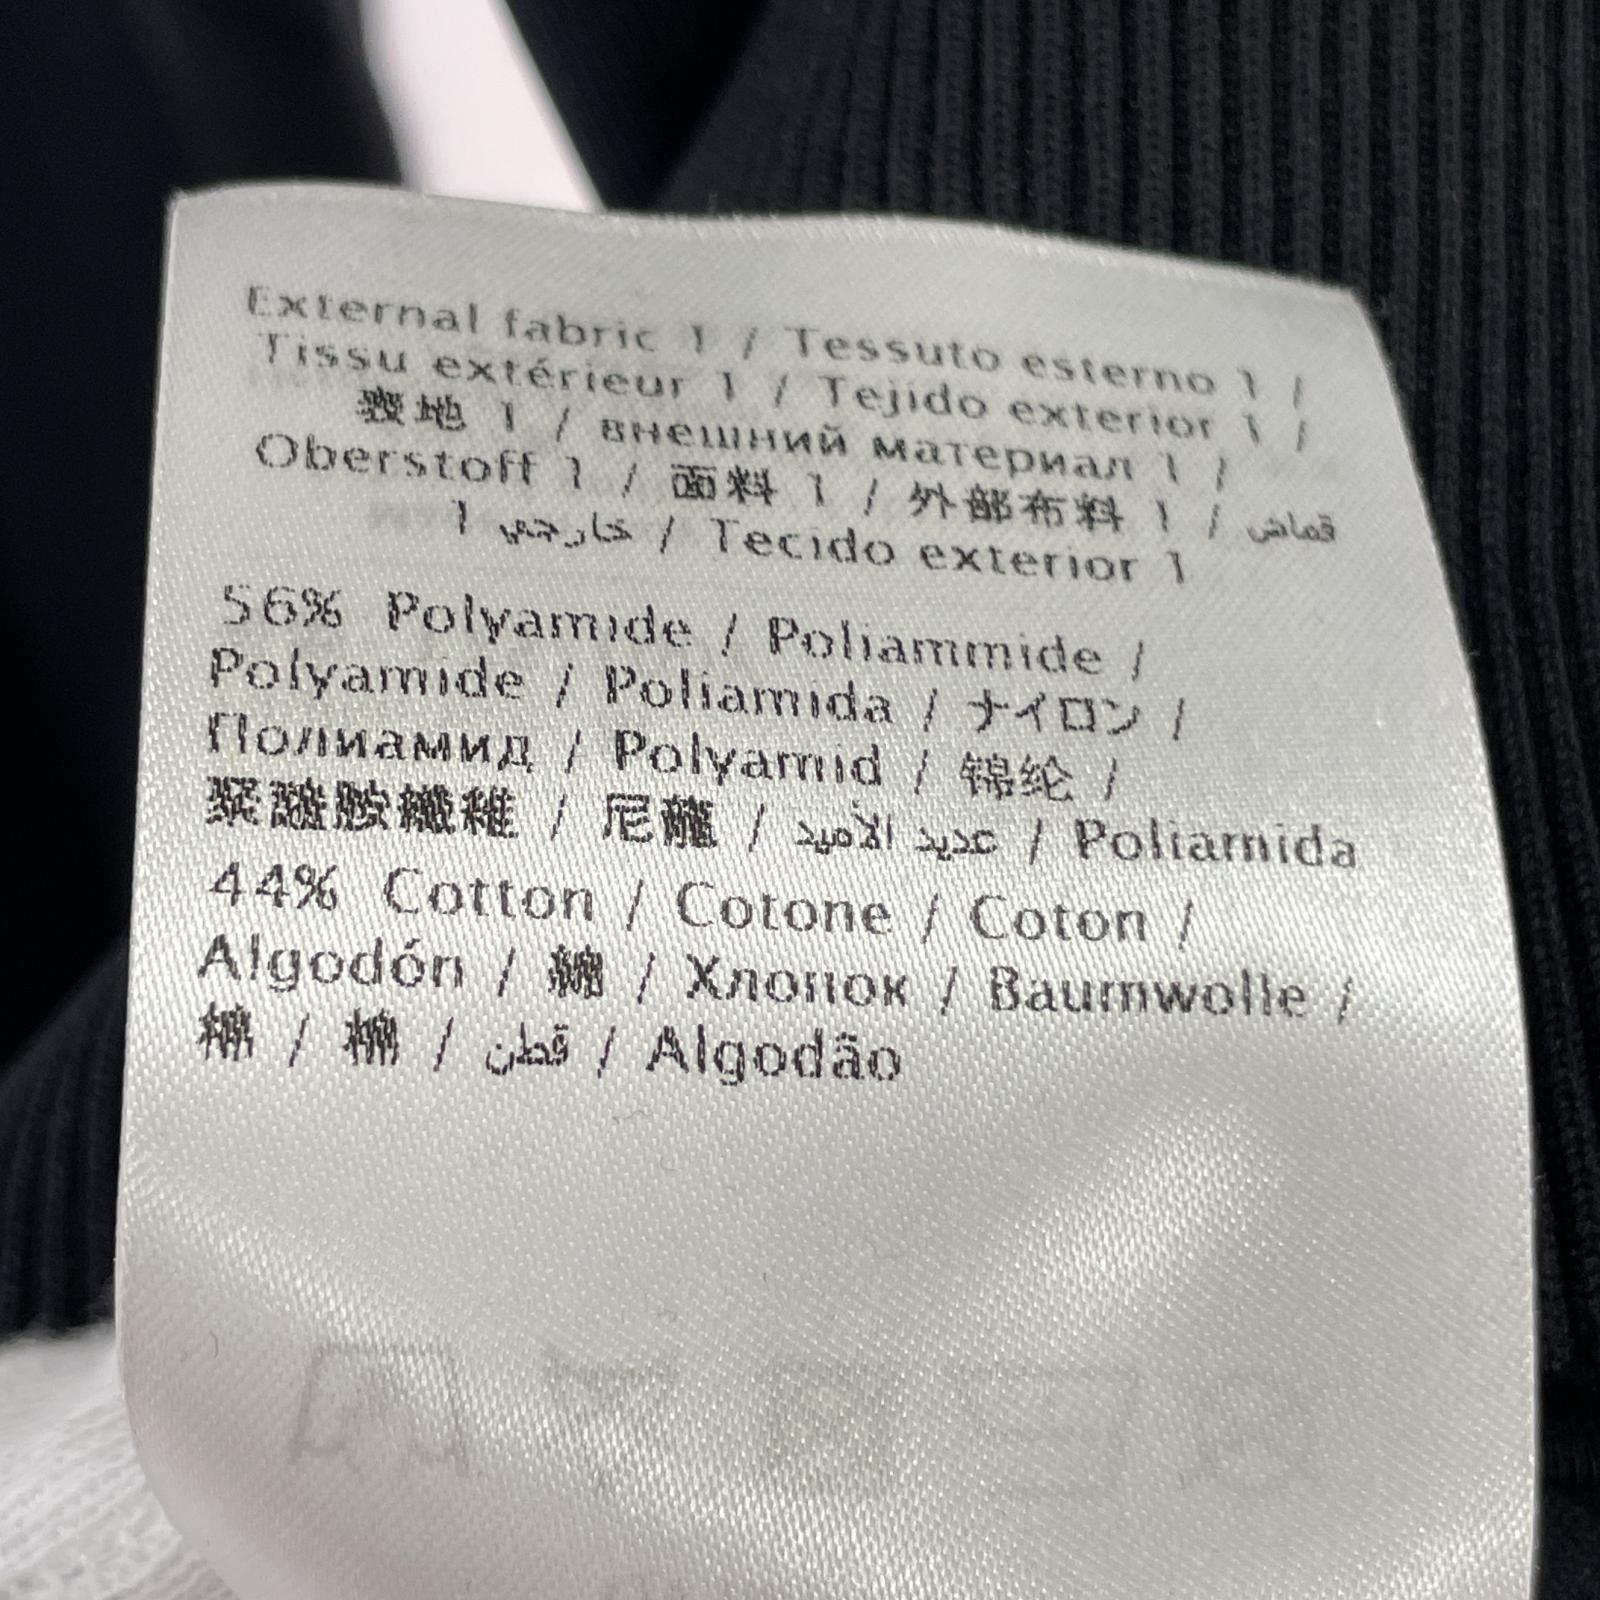 External fabric 1 / Tessuto esterno 1 /
Tissu extérieur 1 / Tejido exterior 1 /
表地 1 / внешний материал 1 /
Oberstoff 1 / 面料 1 / 外部布料 1 / قماش
خارجي 1 / Tecido exterior 1
56% Polyamide / Poliammide /
Polyamide / Poliamida / ナイロン /
Полиамид / Polyamid / 锦纶 /
聚醯胺纖維 / 尼龍 / عديد الأميد / Poliamida
44% Cotton / Cotone / Coton /
Algodón / 綿 / Хлопок / Baumwolle /
棉 / 棉 / قطن / Algodão